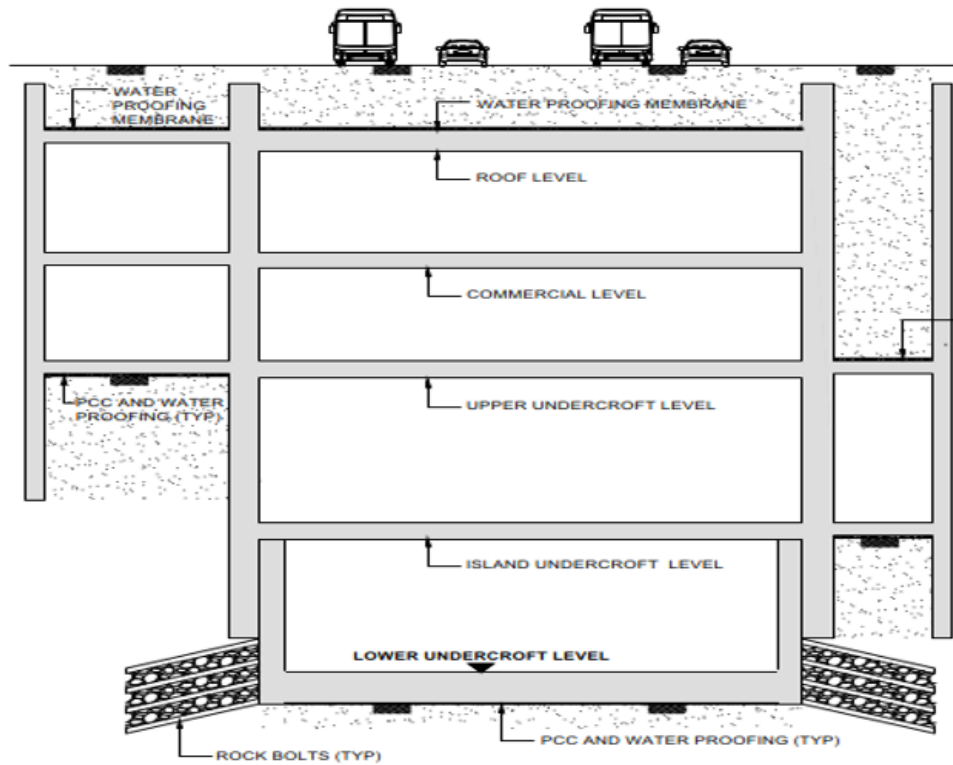 WATER
PROOFING
MEMBRANE
WATER PROOFING MEMBRANE
ROOF LEVEL
COMMERCIAL LEVEL
PCC AND WATER
PROOFING (TYP)
UPPER UNDERCROFT LEVEL
ISLAND UNDERCROFT LEVEL
LOWER UNDERCROFT LEVEL
PCC AND WATER PROOFING (TYP)
ROCK BOLTS (TYP)